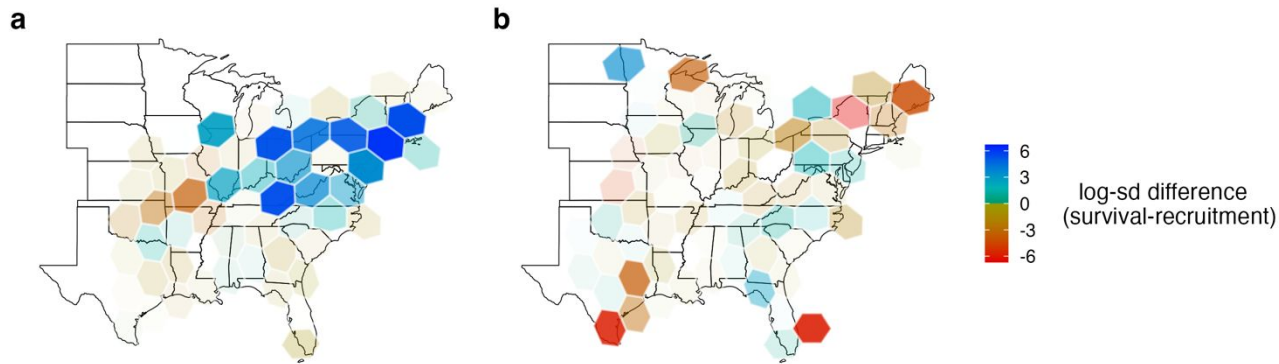 a
b
6
3
0
-3
-6
log-sd difference
(survival-recruitment)